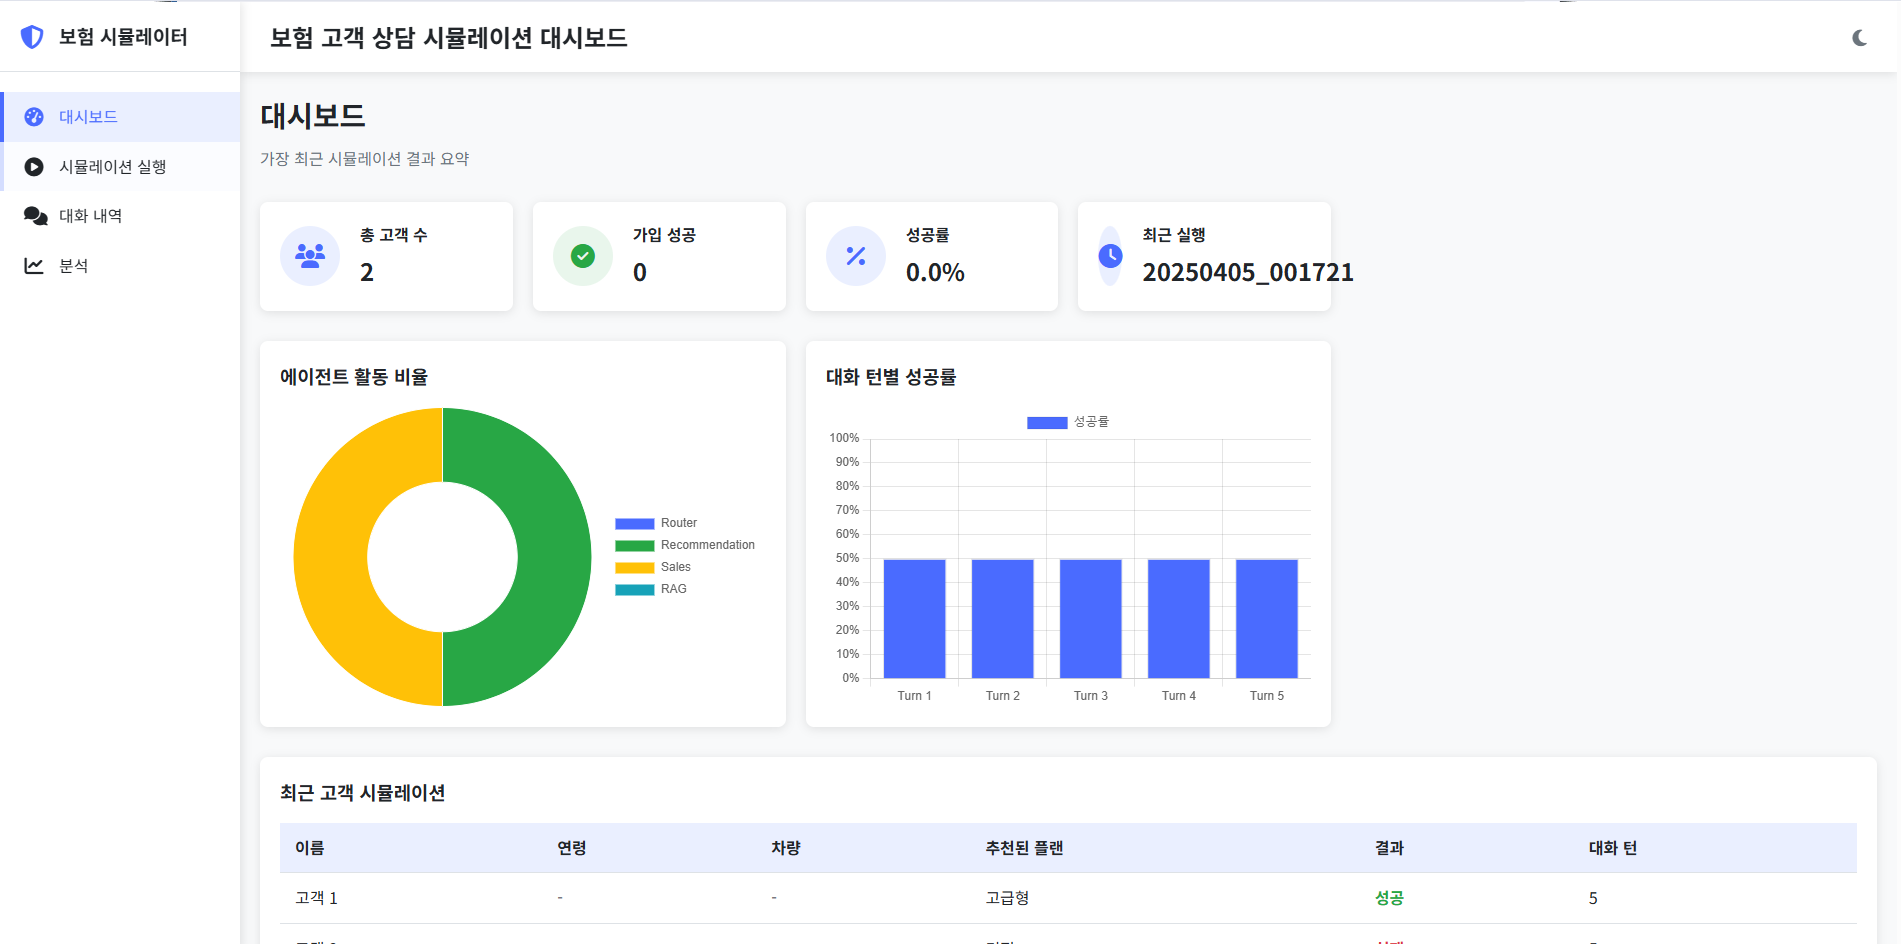 보험 시뮬레이터
보험 고객 상담 시뮬레이션 대시보드
대시보드
시뮬레이션 실행
대화 내역
분석
대시보드
가장 최근 시뮬레이션 결과 요약
총 고객 수
2
가입 성공
0
성공률
0.0%
최근 실행
20250405_001721
에이전트 활동 비율
Router
Recommendation
Sales
RAG
대화 턴별 성공률
성공률
100%
90%
80%
70%
60%
50%
40%
30%
20%
10%
0%
Turn 1 Turn 2 Turn 3 Turn 4 Turn 5
최근 고객 시뮬레이션
이름 연령 차량 추천된 플랜 결과 대화 턴
고객 1 - - 고급형 성공 5